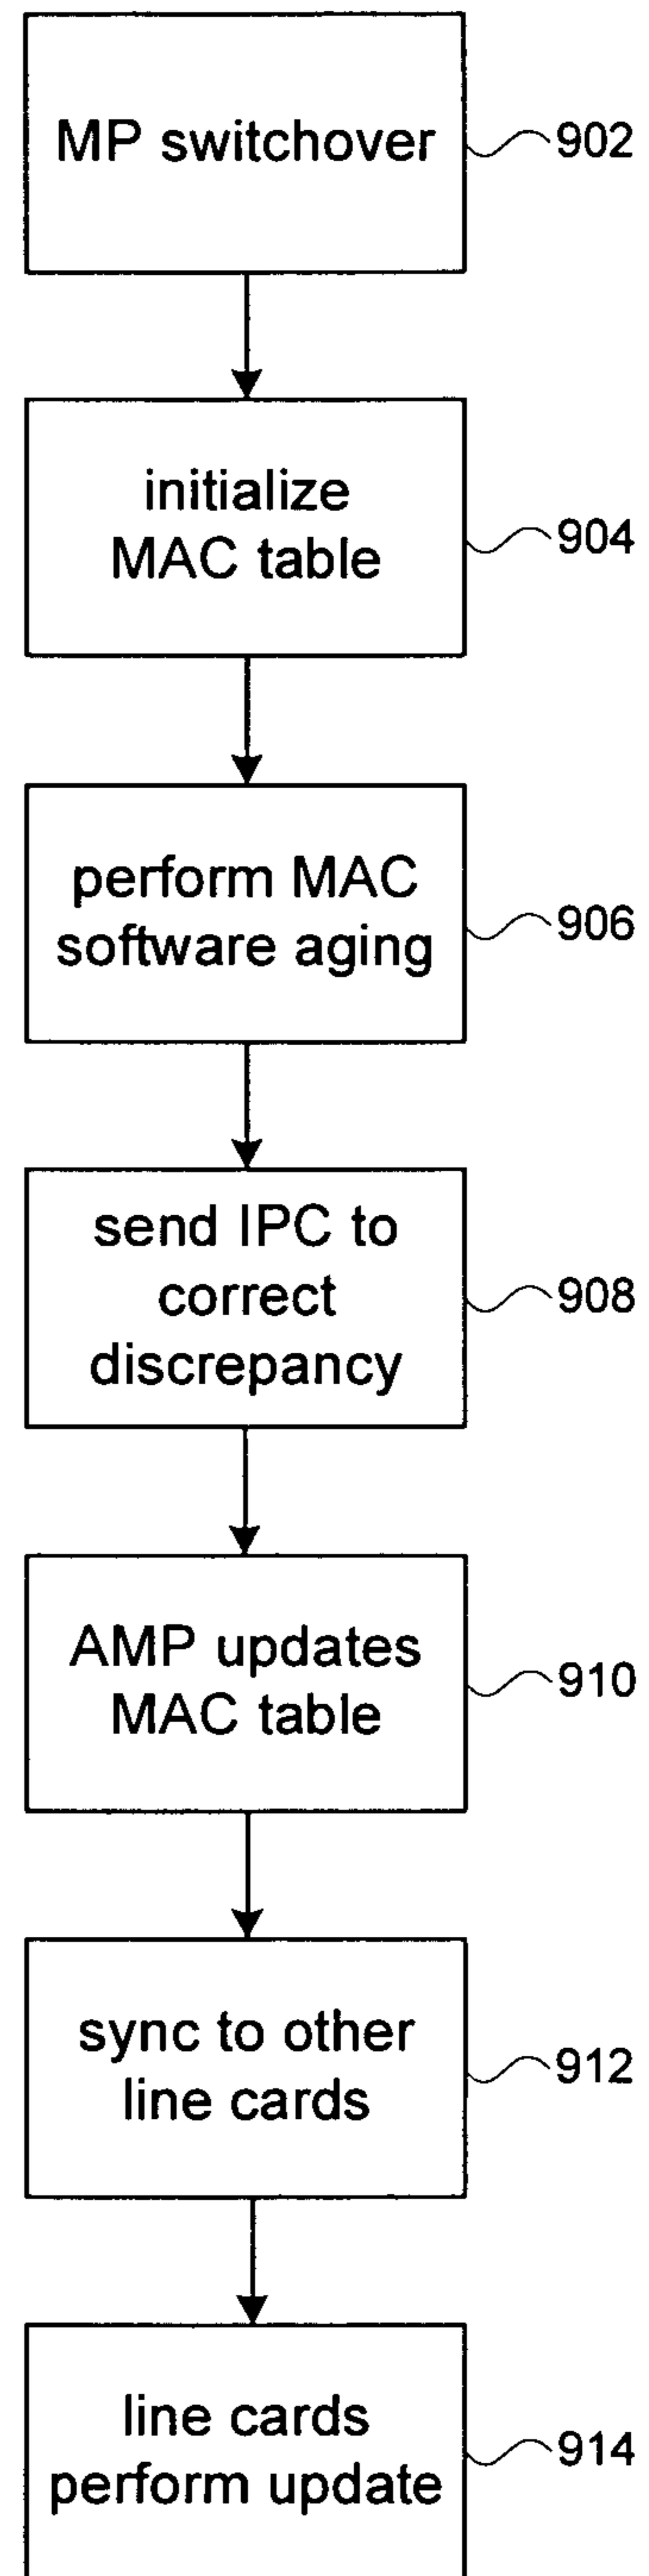 MP switchover
902
initialize
MAC table
904
perform MAC
software aging
906
send IPC to
correct
discrepancy
908
AMP updates
MAC table
910
sync to other
line cards
912
line cards
perform update
914